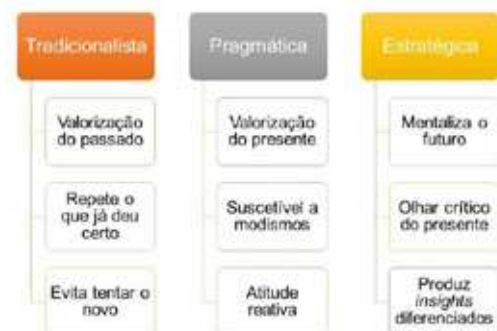 Tradicionalista
Valorização
do passado
Repete o
que já deu
certo
Evita tentar o
novo
Pragmática
Valorização
do presente
Suscetível a
modismos
Atitude
reativa
Estratégica
Mentaliza o
futuro
Olhar crítico
do presente
Produz
insights
diferenciados